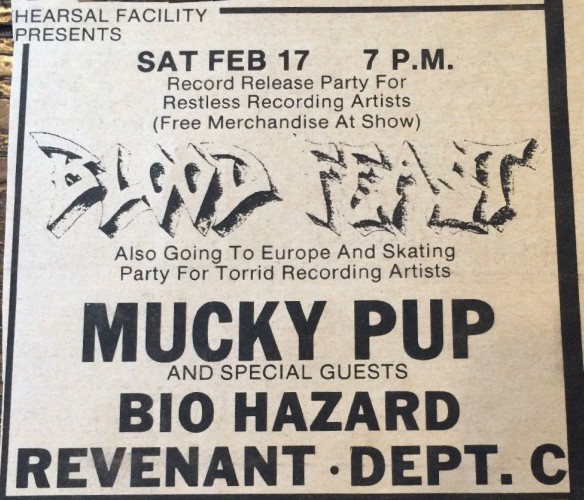 HEARSAL FACILITY
PRESENTS
SAT FEB 17 7 P.M.
Record Release Party For
Restless Recording Artists
(Free Merchandise At Show)
BLOOD FEAST
Also Going To Europe And Skating
Party For Torrid Recording Artists
MUCKY PUP
AND SPECIAL GUESTS
BIO HAZARD
REVENANT · DEPT. C